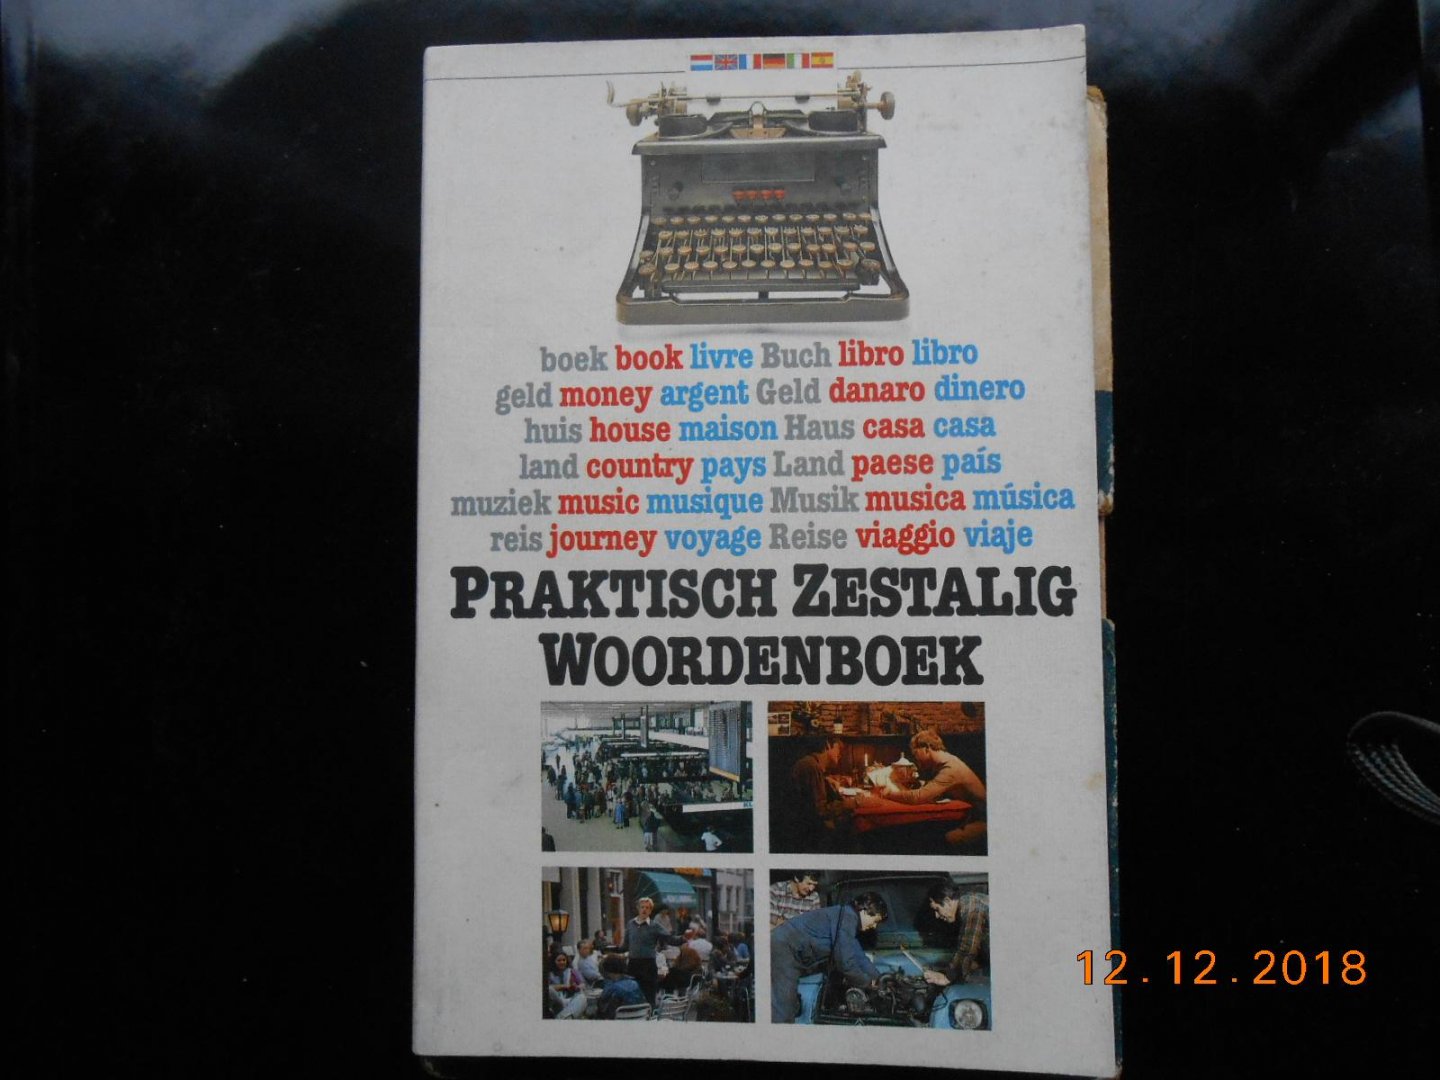 boek book livre Buch libro libro
geld money argent Geld danaro dinero
huis house maison Haus casa casa
land country pays Land paese país
muziek music musique Musik musica música
reis journey voyage Reise viaggio viaje
PRAKTISCH ZESTALIG
WOORDENBOEK
12.12.2018